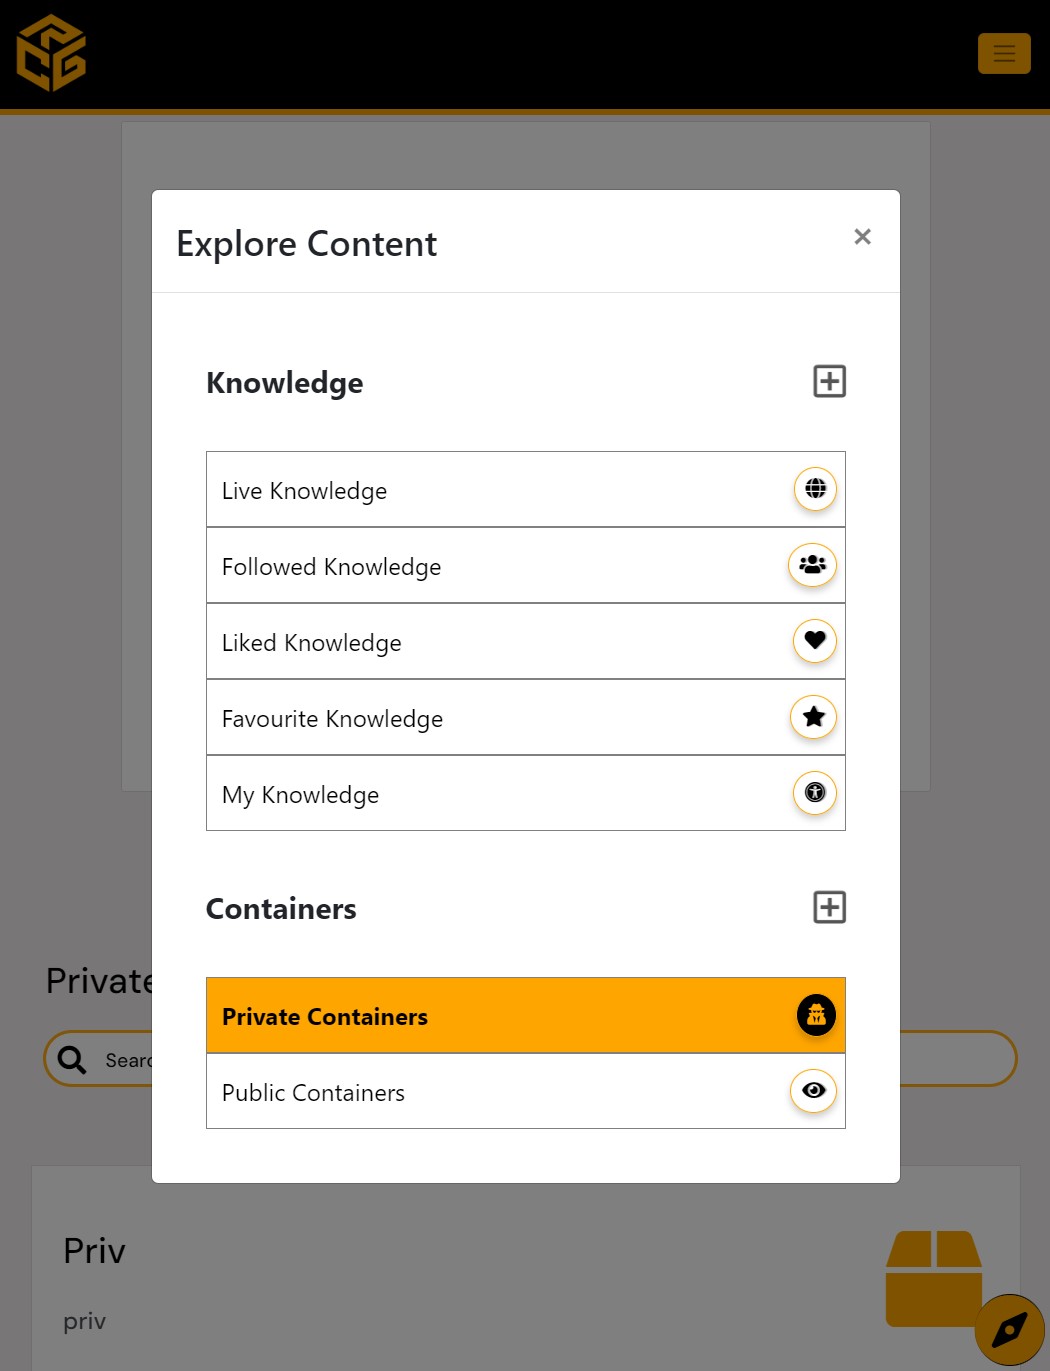 Explore Content
×
Knowledge
Live Knowledge
Followed Knowledge
Liked Knowledge
Favourite Knowledge
My Knowledge
Containers
Private
Private Containers
Public Containers
Priv
priv